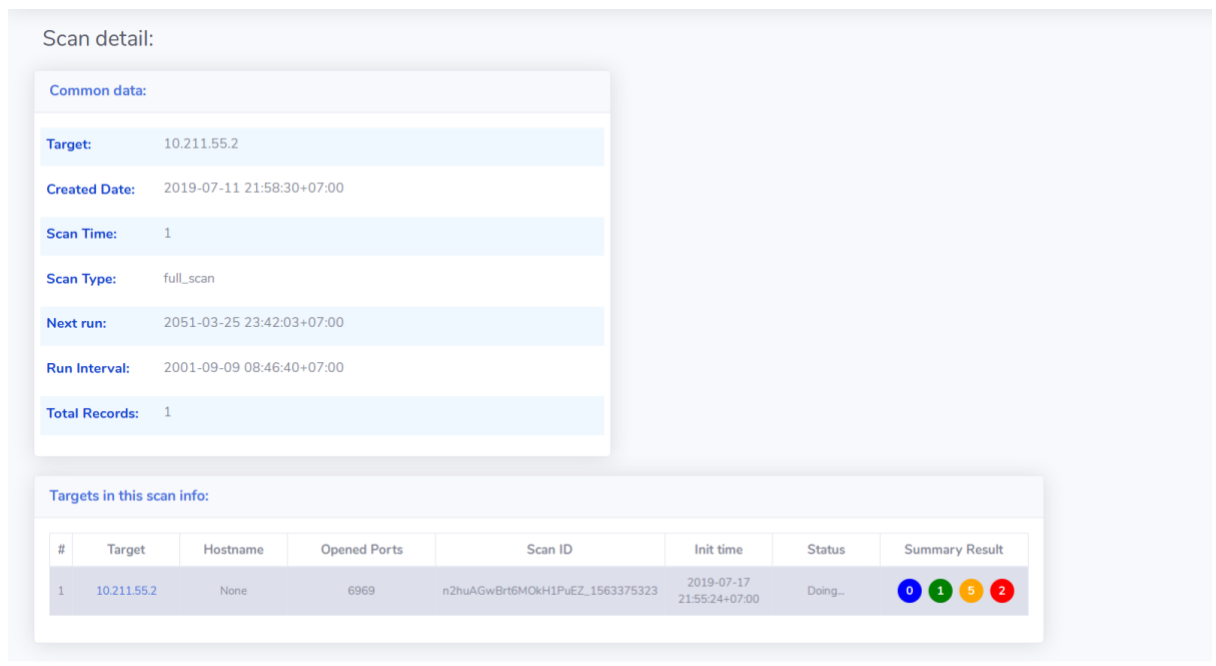 Scan detail:
Common data:
Target: 10.211.55.2
Created Date: 2019-07-11 21:58:30+07:00
Scan Time: 1
Scan Type: full_scan
Next run: 2051-03-25 23:42:03+07:00
Run Interval: 2001-09-09 08:46:40+07:00
Total Records: 1
Targets in this scan info:
# Target Hostname Opened Ports Scan ID Init time Status Summary Result
1 10.211.55.2 None 6969 n2huAGwBrt6MOkH1PuEZ_1563375323 2019-07-17 21:55:24+07:00 Doing... 0 1 5 2